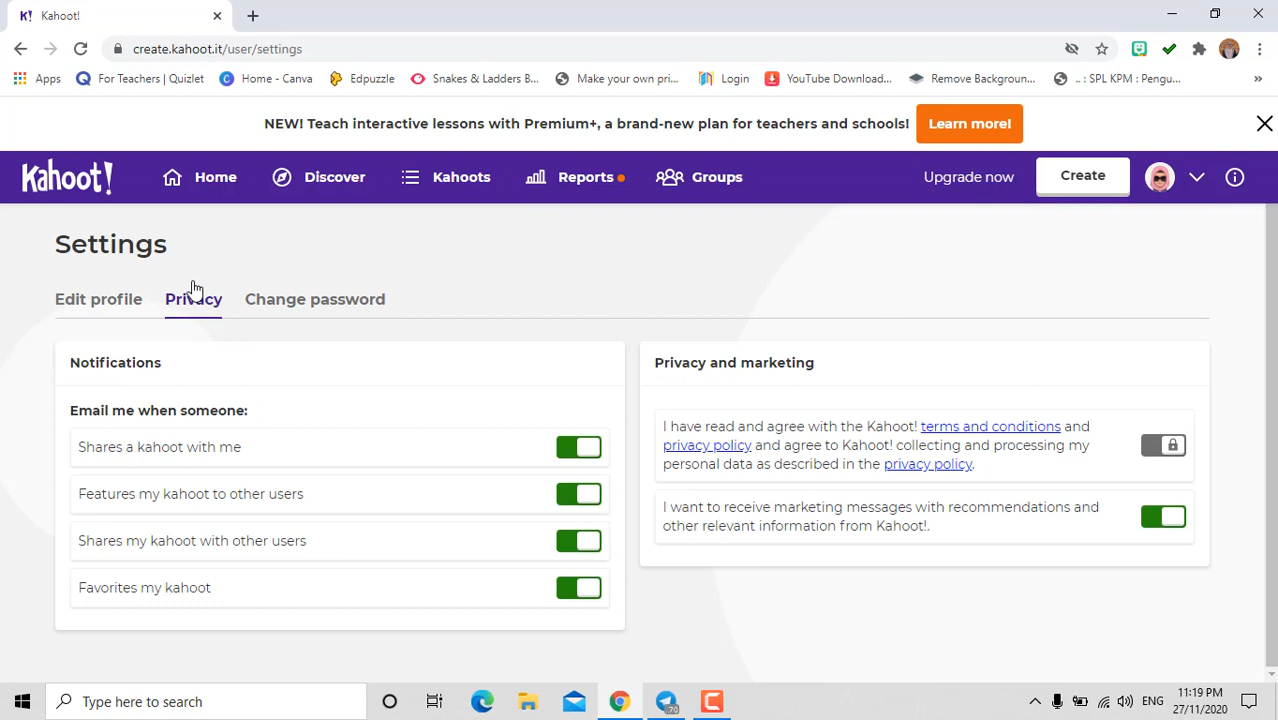 Kahoot!
create.kahoot.it/user/settings
Apps
For Teachers | Quizlet
Home - Canva
Edpuzzle
Snakes & Ladders B...
Make your own pri...
Login
YouTube Download...
Remove Backgroun...
.. : SPL KPM : Pengu...
»
NEW! Teach interactive lessons with Premium+, a brand-new plan for teachers and schools!
Learn more!
Kahoot!
Home
Discover
Kahoots
Reports
Groups
Upgrade now
Create
Settings
Edit profile
Privacy
Change password
Notifications
Email me when someone:
Shares a kahoot with me
Features my kahoot to other users
Shares my kahoot with other users
Favorites my kahoot
Privacy and marketing
I have read and agree with the Kahoot! terms and conditions and
privacy policy and agree to Kahoot! collecting and processing my
personal data as described in the privacy policy.
I want to receive marketing messages with recommendations and
other relevant information from Kahoot!.
Type here to search
70
ENG
11:19 PM
27/11/2020